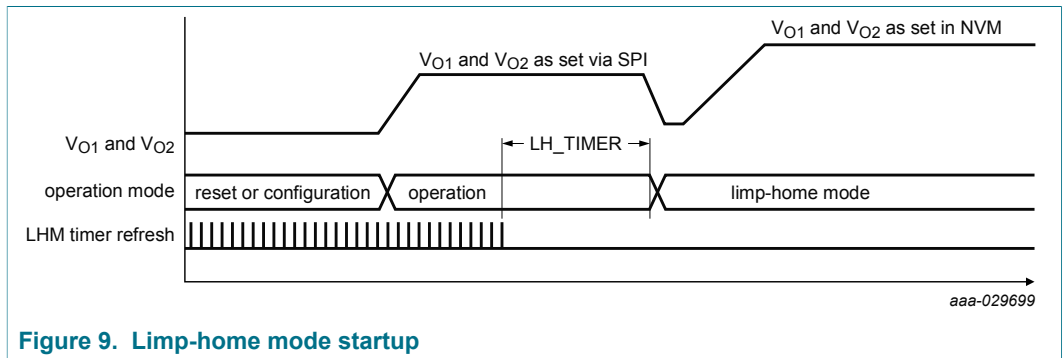 VO1 and VO2 as set in NVM
VO1 and VO2 as set via SPI
VO1 and VO2
LH_TIMER
operation mode
reset or configuration
operation
limp-home mode
LHM timer refresh
aaa-029699
Figure 9. Limp-home mode startup